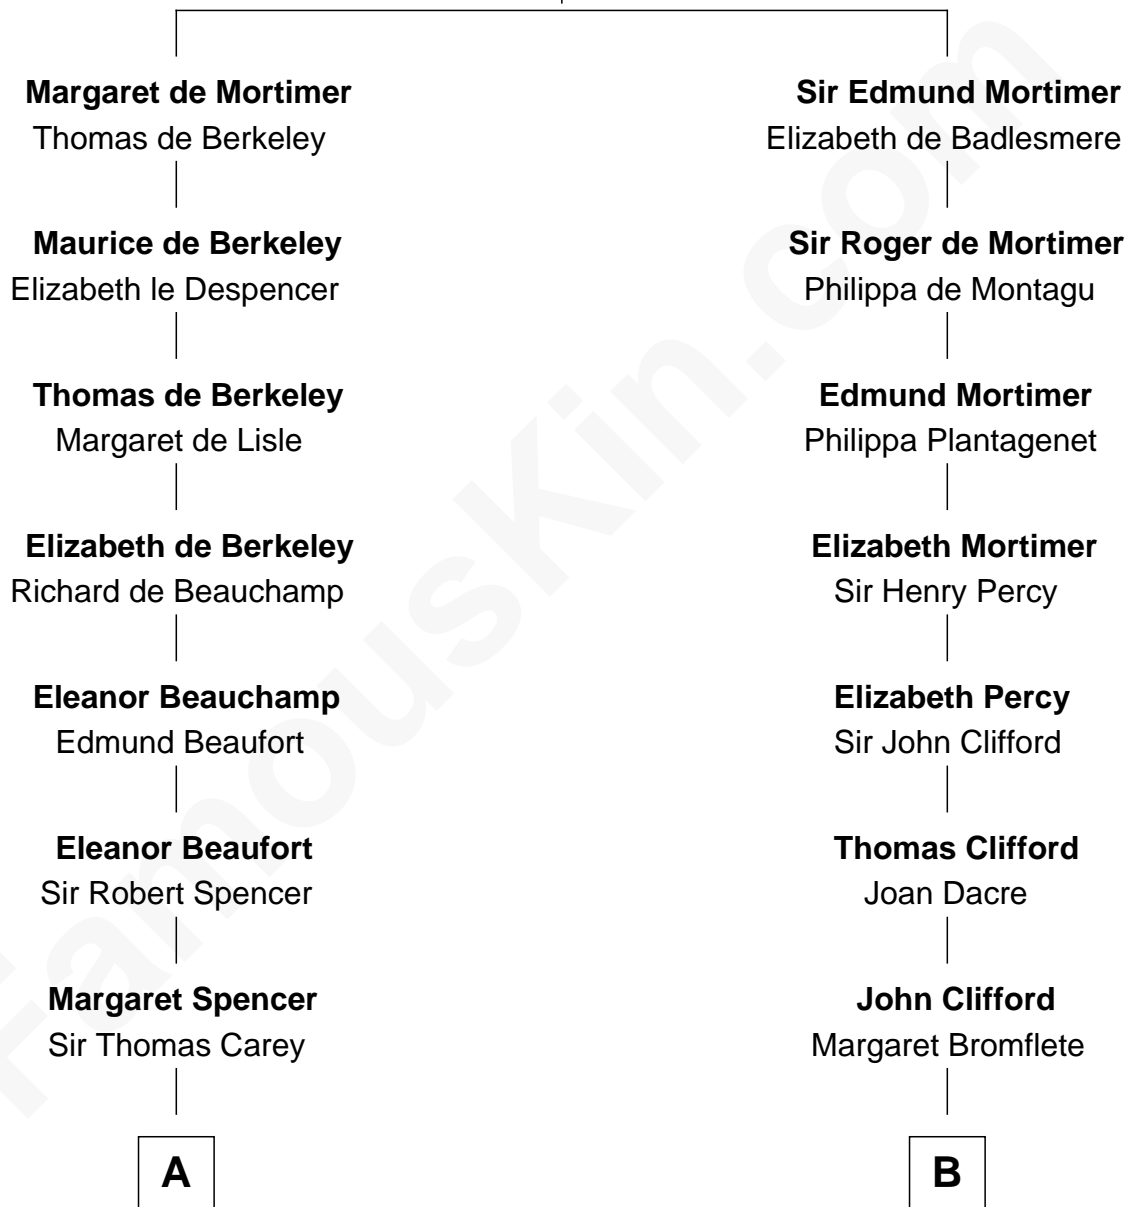 Margaret de Mortimer
Thomas de Berkeley
Sir Edmund Mortimer
Elizabeth de Badlesmere
Maurice de Berkeley
Elizabeth le Despencer
Sir Roger de Mortimer
Philippa de Montagu
Thomas de Berkeley
Margaret de Lisle
Edmund Mortimer
Philippa Plantagenet
Elizabeth de Berkeley
Richard de Beauchamp
Elizabeth Mortimer
Sir Henry Percy
Eleanor Beauchamp
Edmund Beaufort
Elizabeth Percy
Sir John Clifford
Eleanor Beaufort
Sir Robert Spencer
Thomas Clifford
Joan Dacre
Margaret Spencer
Sir Thomas Carey
John Clifford
Margaret Bromflete
A
B
FamousKin.com